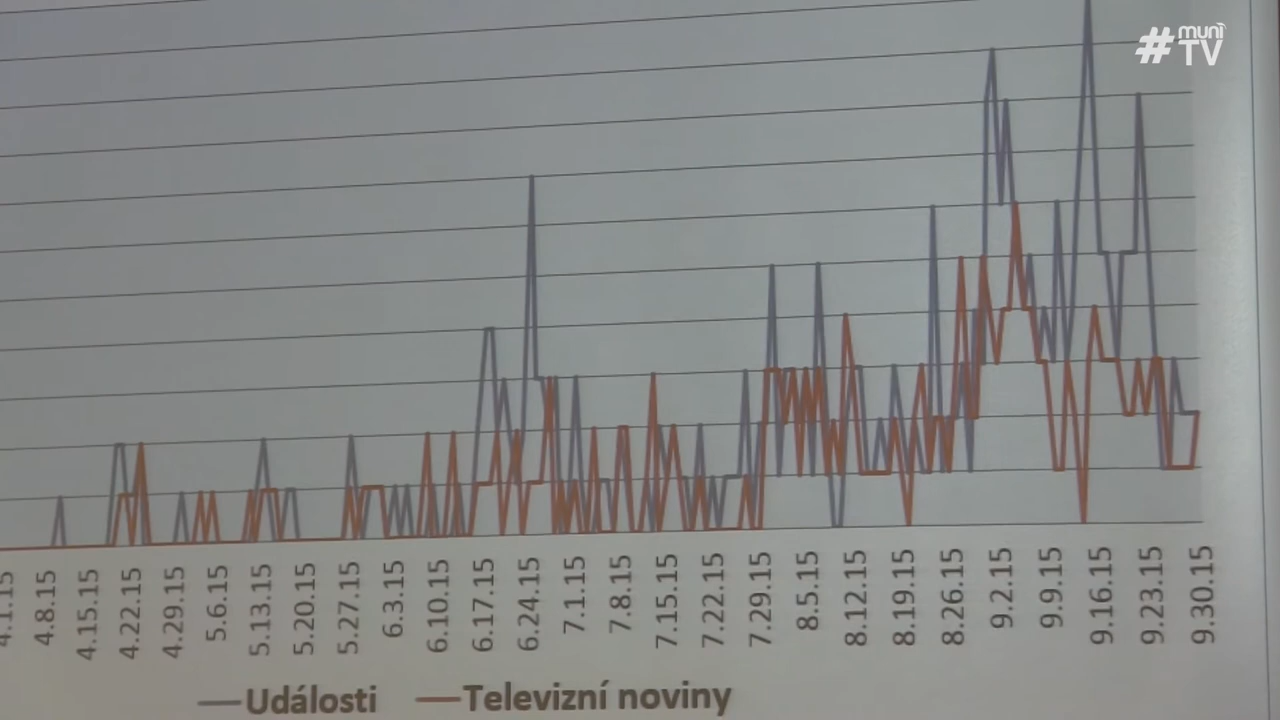 #muni
TV
4.1.15 4.8.15 4.15.15 4.22.15 4.29.15 5.6.15 5.13.15 5.20.15 5.27.15 6.3.15 6.10.15 6.17.15 6.24.15 7.1.15 7.8.15 7.15.15 7.22.15 7.29.15 8.5.15 8.12.15 8.19.15 8.26.15 9.2.15 9.9.15 9.16.15 9.23.15 9.30.15
Události Televizní noviny